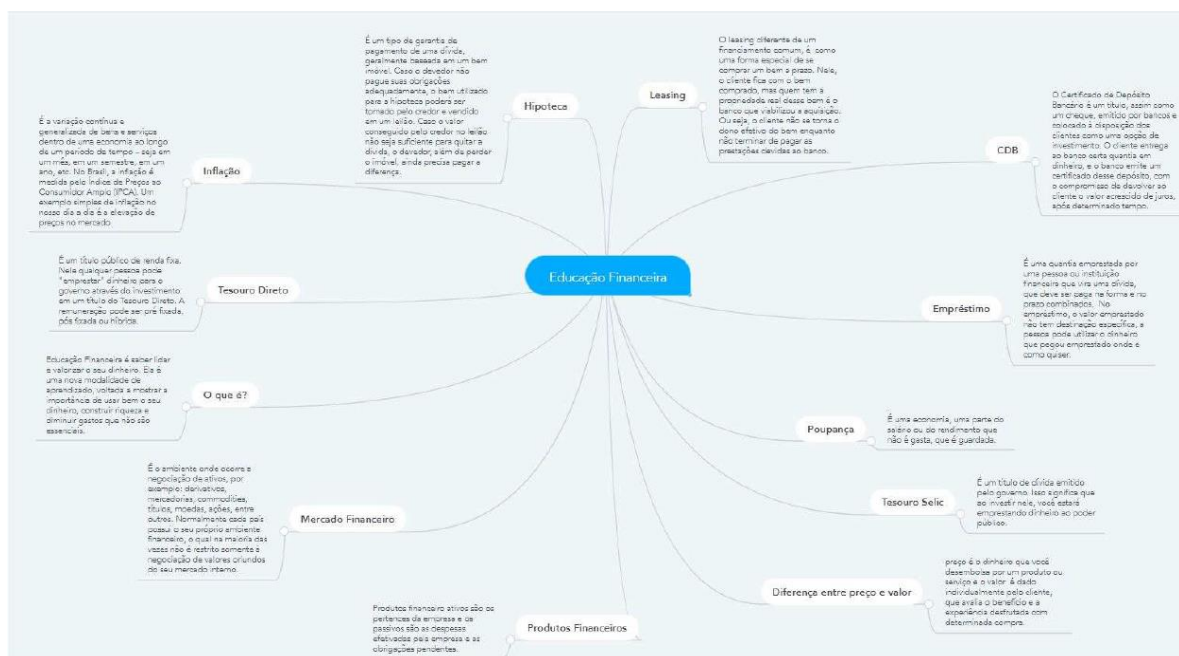 Educação Financeira
Hipoteca
É um tipo de garantia de
pagamento de uma dívida,
geralmente baseada em um bem
imóvel. Caso o devedor não
pague suas obrigações
adequadamente, o bem utilizado
para a hipoteca poderá ser
tomado pelo credor e vendido
em um leilão. Caso o valor
conseguido pelo credor no leilão
não seja suficiente para quitar a
dívida, o devedor, além de perder
o imóvel, ainda precisa pagar a
diferença.
Inflação
É a variação contínua e
generalizada de bens e serviços
dentro de uma economia ao longo
de um período de tempo – seja em
um mês, em um semestre, em um
ano, etc. No Brasil, a inflação é
medida pelo Índice de Preços ao
Consumidor Amplo (IPCA). Um
exemplo simples de inflação no
nosso dia a dia é a elevação de
preços no mercado.
Tesouro Direto
É um título público de renda fixa.
Nele qualquer pessoa pode
"emprestar" dinheiro para o
governo através do investimento
em um título do Tesouro Direto. A
remuneração pode ser pré fixada,
pós fixada ou híbrida.
O que é?
Educação Financeira é saber lidar
e valorizar o seu dinheiro. Ela é
uma nova modalidade de
aprendizado, voltada a mostrar a
importância de usar bem o seu
dinheiro, construir riqueza e
diminuir gastos que não são
essenciais.
Mercado Financeiro
É o ambiente onde ocorre a
negociação de ativos, por
exemplo: derivativos,
mercadorias, commodities,
títulos, moedas, ações, entre
outros. Normalmente cada país
possui o seu próprio ambiente
financeiro, o qual na maioria das
vezes não é restrito somente à
negociação de valores oriundos
do seu mercado interno.
Produtos Financeiros
Produtos financeiro ativos são os
pertences da empresa e os
passivos são as despesas
efetivadas pela empresa e as
obrigações pendentes.
Leasing
O leasing diferente de um
financiamento comum, é como
uma forma especial de se
comprar um bem a prazo. Nele,
o cliente fica com o bem
comprado, mas quem tem a
propriedade real desse bem é o
banco que viabilizou a aquisição.
Ou seja, o cliente não se torna o
dono efetivo do bem enquanto
não terminar de pagar as
prestações devidas ao banco.
CDB
O Certificado de Depósito
Bancário é um título, assim como
um cheque, emitido por bancos e
colocado à disposição dos
clientes como uma opção de
investimento. O cliente entrega
ao banco certa quantia em
dinheiro, e o banco emite um
certificado desse depósito, com
o compromisso de devolver ao
cliente o valor acrescido de juros,
após determinado tempo.
Empréstimo
É uma quantia emprestada por
uma pessoa ou instituição
financeira que vira uma dívida,
que deve ser paga na forma e no
prazo combinados. No
empréstimo, o valor emprestado
não tem destinação específica, a
pessoa pode utilizar o dinheiro
que pegou emprestado onde e
como quiser.
Poupança
É uma economia, uma parte do
salário ou do rendimento que
não é gasta, que é guardada.
Tesouro Selic
É um título de dívida emitido
pelo governo. Isso significa que
ao investir nele, você estará
emprestando dinheiro ao poder
público.
Diferença entre preço e valor
preço é o dinheiro que você
desembolsa por um produto ou
serviço e o valor é dado
individualmente pelo cliente,
que avalia o benefício e a
experiência desfrutada com
determinada compra.